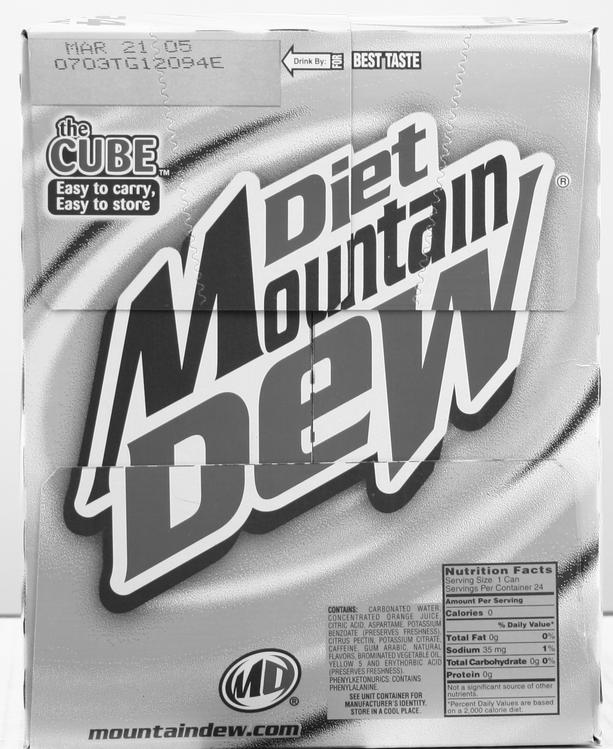 MAR 21 05
0703TG12094E
Drink By: FOR BEST TASTE
the
CUBE™
Easy to carry,
Easy to store
Diet
Mountain
Dew
®
CONTAINS: CARBONATED WATER,
CONCENTRATED ORANGE JUICE,
CITRIC ACID, ASPARTAME, POTASSIUM
BENZOATE (PRESERVES FRESHNESS),
CITRUS PECTIN, POTASSIUM CITRATE,
CAFFEINE, GUM ARABIC, NATURAL
FLAVORS, BROMINATED VEGETABLE OIL,
YELLOW 5 AND ERYTHORBIC ACID
(PRESERVES FRESHNESS).
PHENYLKETONURICS: CONTAINS
PHENYLALANINE.
SEE UNIT CONTAINER FOR
MANUFACTURER'S IDENTITY.
STORE IN A COOL PLACE.
Nutrition Facts
Serving Size 1 Can
Servings Per Container 24
Amount Per Serving
Calories 0
% Daily Value*
Total Fat 0g 0%
Sodium 35 mg 1%
Total Carbohydrate 0g 0%
Protein 0g
Not a significant source of other
nutrients.
*Percent Daily Values are based
on a 2,000 calorie diet.
MD®
mountaindew.com